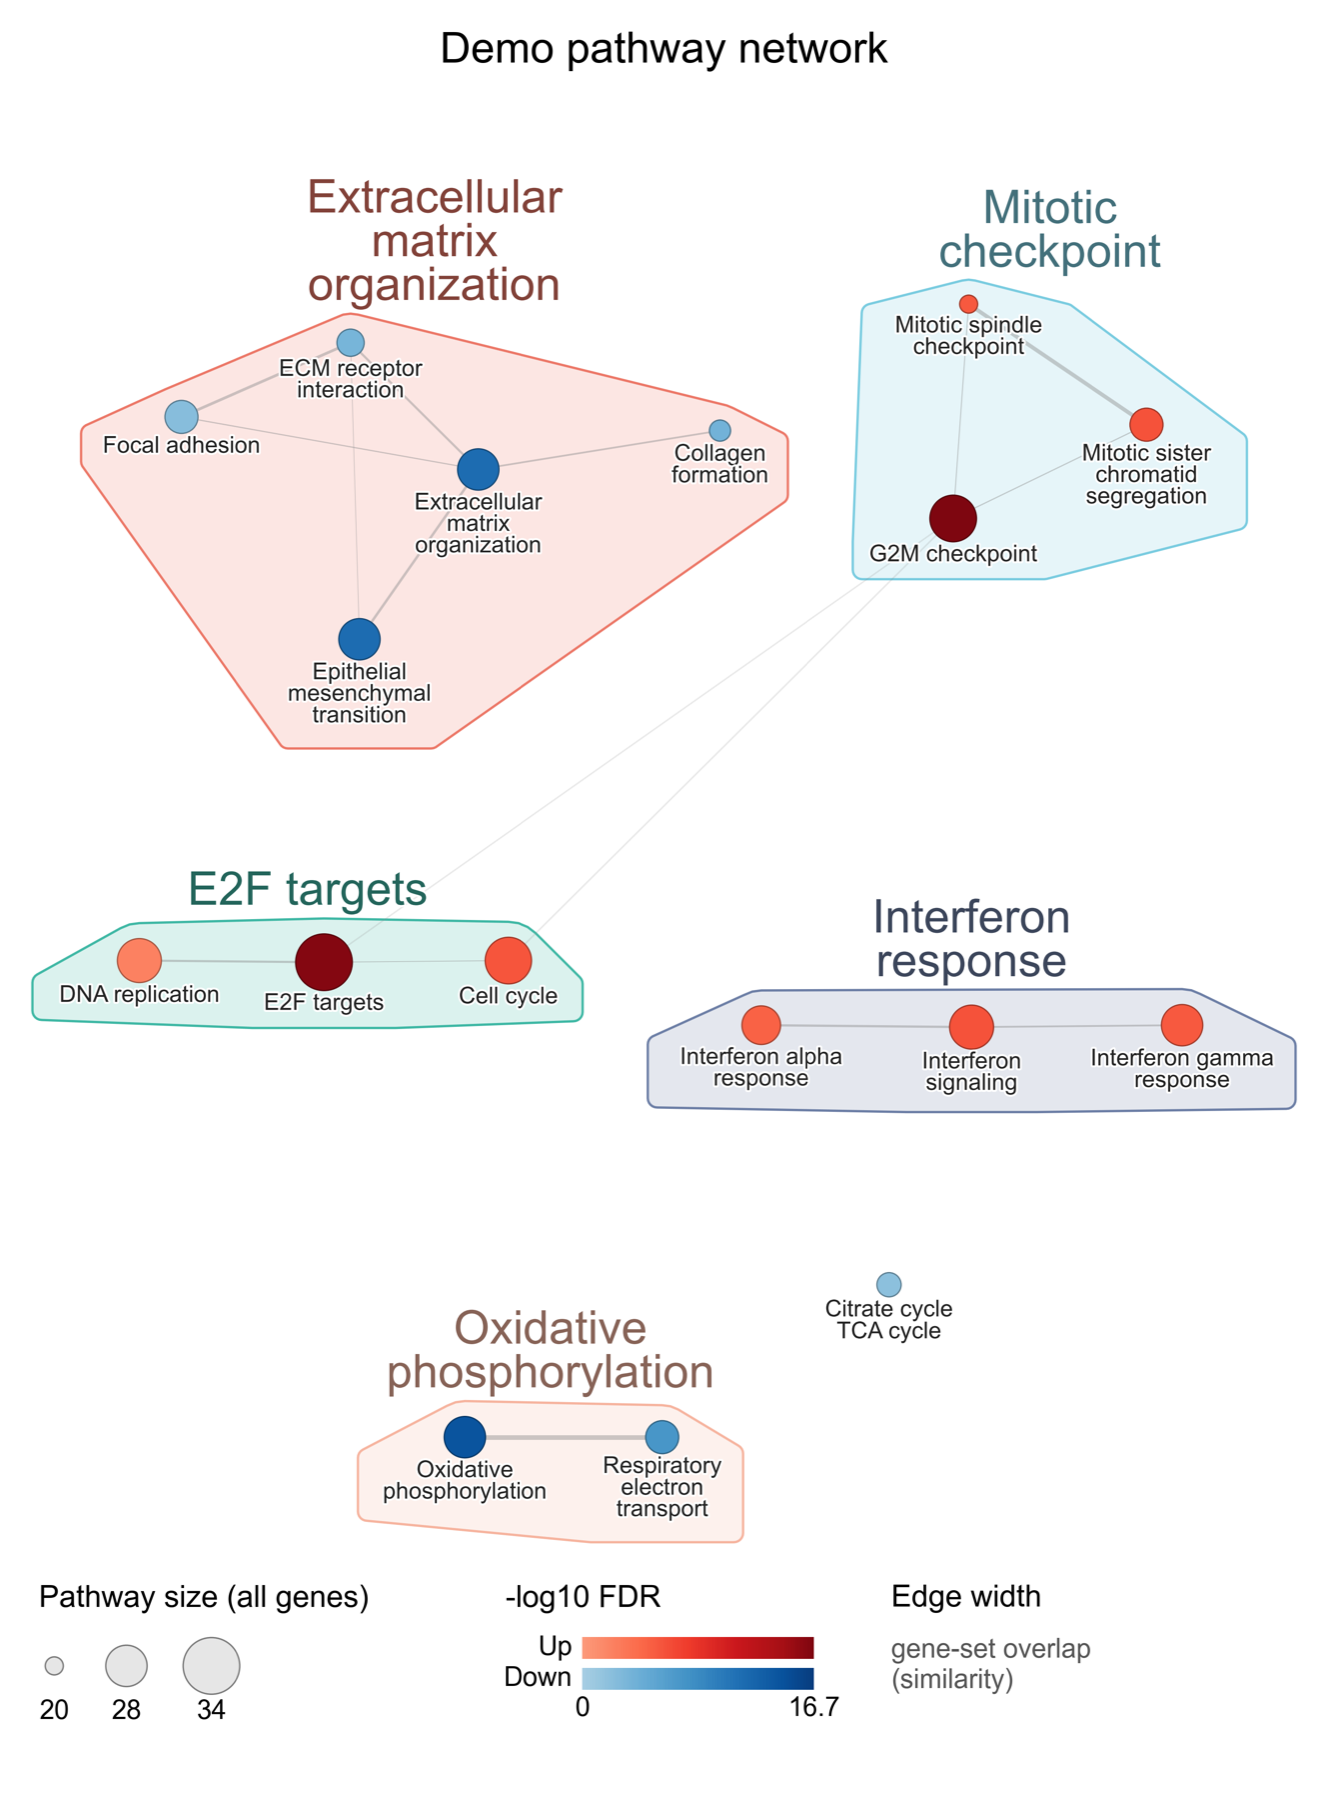 Demo pathway network
Extracellular
matrix
organization
Mitotic
checkpoint
Mitotic spindle
checkpoint
ECM receptor
interaction
Focal adhesion
Collagen
formation
Mitotic sister
chromatid
segregation
Extracellular
matrix
organization
G2M checkpoint
Epithelial
mesenchymal
transition
E2F targets
DNA replication
E2F targets
Cell cycle
Interferon
response
Interferon alpha
response
Interferon
signaling
Interferon gamma
response
Citrate cycle
TCA cycle
Oxidative
phosphorylation
Oxidative
phosphorylation
Respiratory
electron
transport
Pathway size (all genes)
20 28 34
-log10 FDR
Up
Down
0 16.7
Edge width
gene-set overlap
(similarity)